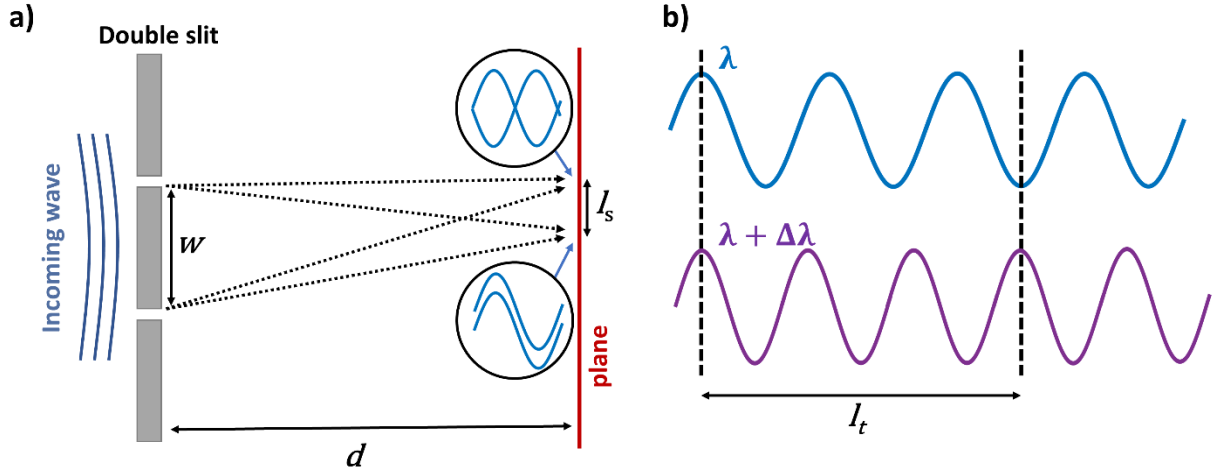 a)
Double slit
Incoming wave
w
d
l_s
plane
b)
λ
λ + Δλ
l_t